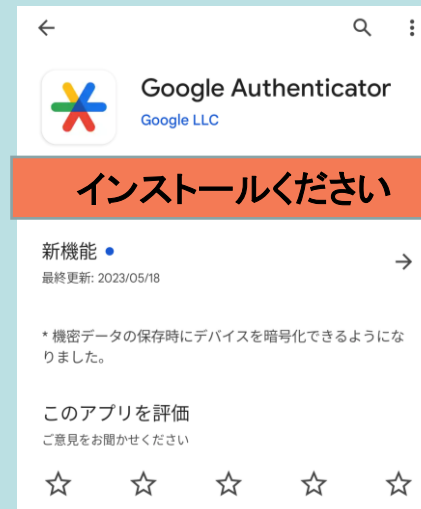 Google Authenticator
Google LLC
インストールください
新機能
最終更新: 2023/05/18
* 機密データの保存時にデバイスを暗号化できるようにな
りました。
このアプリを評価
ご意見をお聞かせください